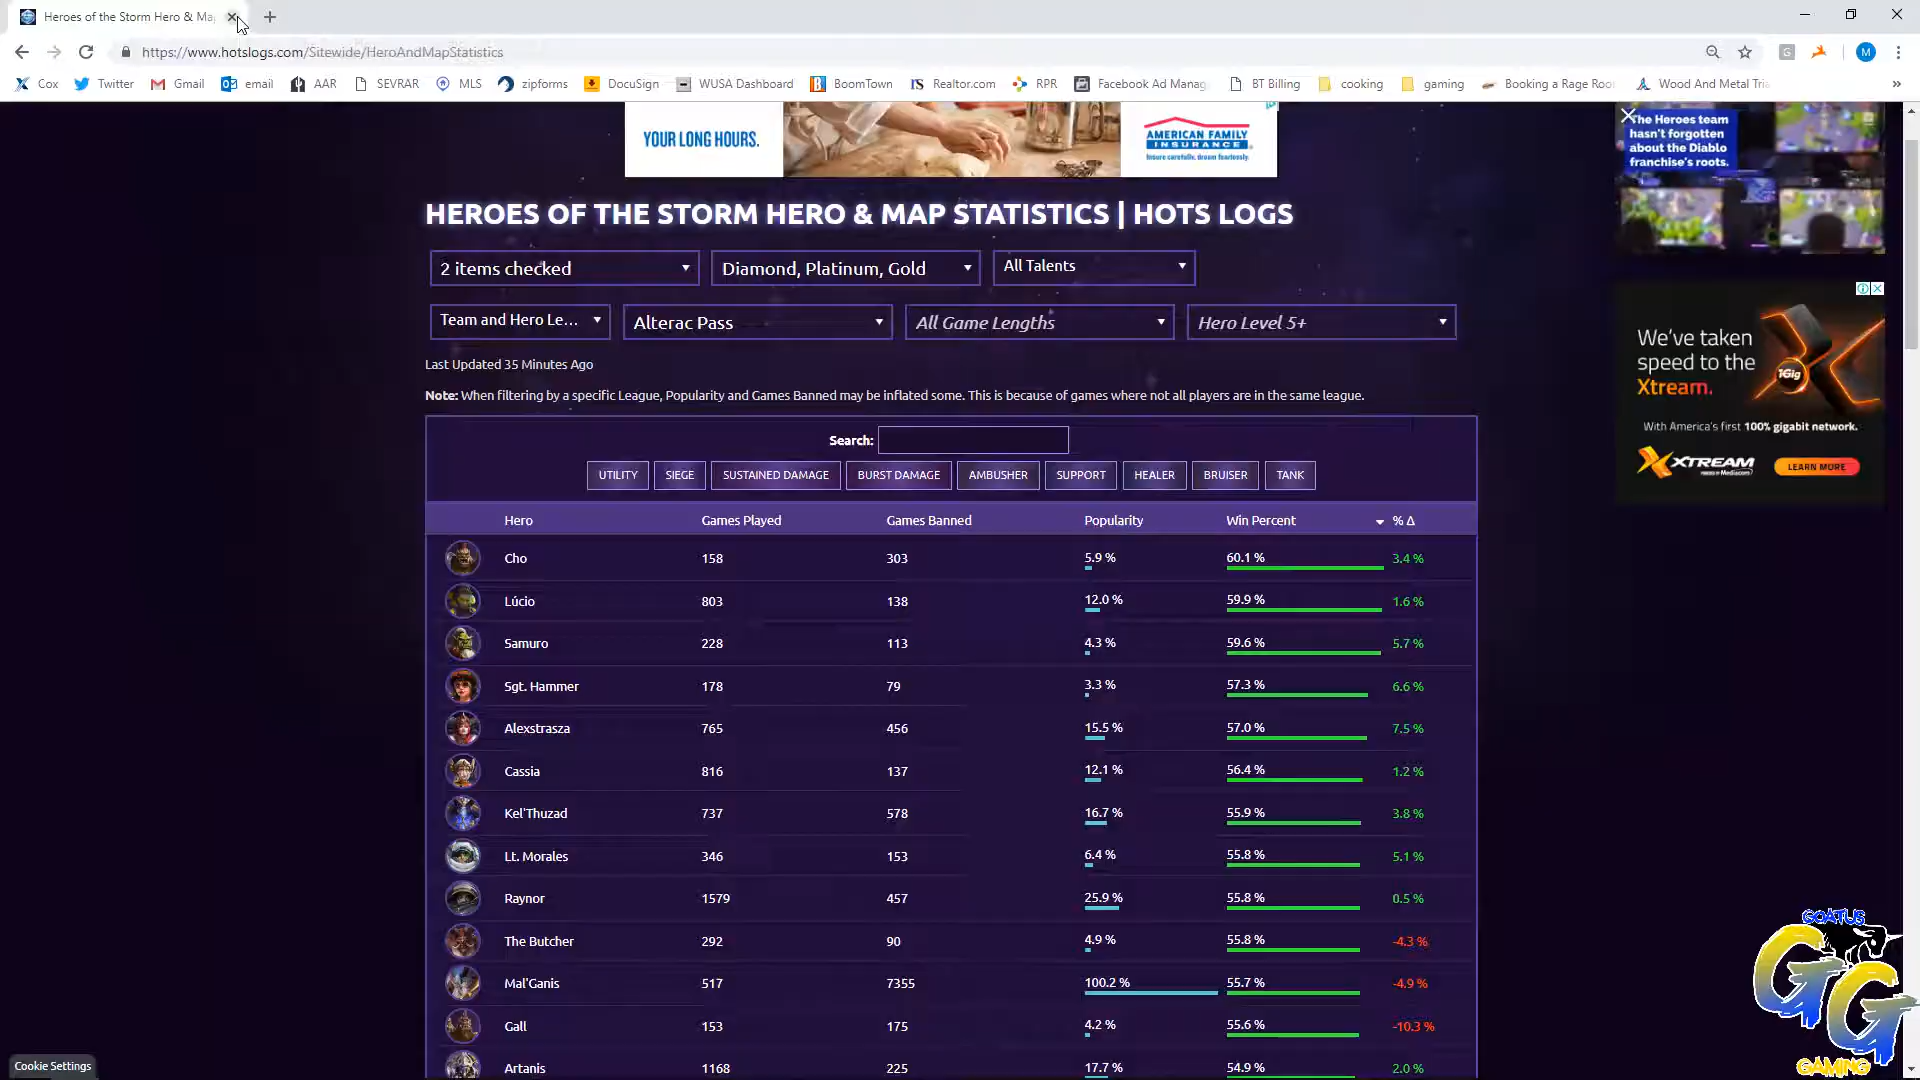 Heroes of the Storm Hero & Ma
https://www.hotslogs.com/Sitewide/HeroAndMapStatistics
Cox Twitter Gmail email AAR SEVRAR MLS zipforms DocuSign WUSA Dashboard BoomTown Realtor.com RPR Facebook Ad Manag BT Billing cooking gaming Booking a Rage Roo Wood And Metal Tri
YOUR LONG HOURS.
AMERICAN FAMILY
INSURANCE
Insure carefully, dream fearlessly.
The Heroes team
hasn't forgotten
about the Diablo
franchise's roots.
HEROES OF THE STORM HERO & MAP STATISTICS | HOTS LOGS
2 items checked Diamond, Platinum, Gold All Talents
Team and Hero Le... Alterac Pass All Game Lengths Hero Level 5+
Last Updated 35 Minutes Ago
Note: When filtering by a specific League, Popularity and Games Banned may be inflated some. This is because of games where not all players are in the same league.
We've taken
speed to the
Xtream.
1Gig
With America's first 100% gigabit network.
XTREAM
LEARN MORE
Search:
UTILITY SIEGE SUSTAINED DAMAGE BURST DAMAGE AMBUSHER SUPPORT HEALER BRUISER TANK
Hero Games Played Games Banned Popularity Win Percent % Δ
Cho 158 303 5.9 % 60.1 % 3.4 %
Lúcio 803 138 12.0 % 59.9 % 1.6 %
Samuro 228 113 4.3 % 59.6 % 5.7 %
Sgt. Hammer 178 79 3.3 % 57.3 % 6.6 %
Alexstrasza 765 456 15.5 % 57.0 % 7.5 %
Cassia 816 137 12.1 % 56.4 % 1.2 %
Kel'Thuzad 737 578 16.7 % 55.9 % 3.8 %
Lt. Morales 346 153 6.4 % 55.8 % 5.1 %
Raynor 1579 457 25.9 % 55.8 % 0.5 %
The Butcher 292 90 4.9 % 55.8 % -4.3 %
Mal'Ganis 517 7355 100.2 % 55.7 % -4.9 %
Gall 153 175 4.2 % 55.6 % -10.3 %
Artanis 1168 225 17.7 % 54.9 % 2.0 %
Cookie Settings
GOATUS
GG
GAMING